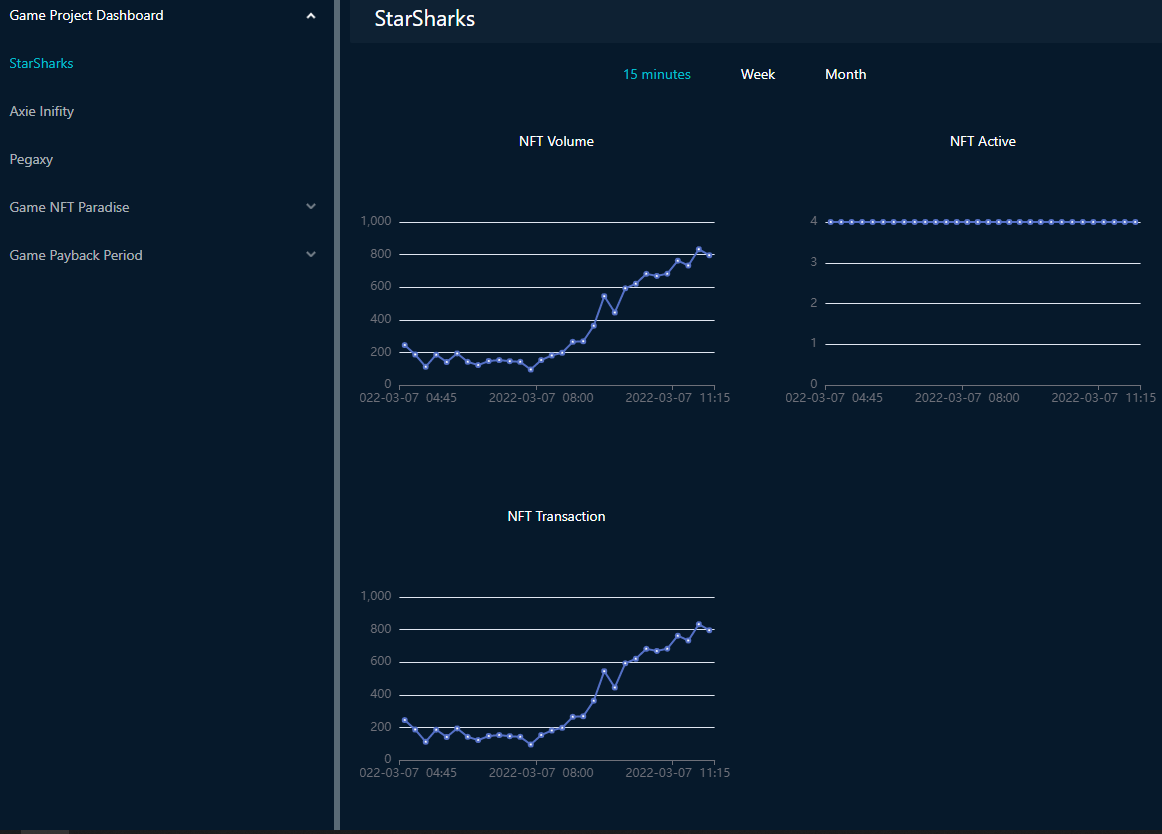 Game Project Dashboard
StarSharks
Axie Inifity
Pegaxy
Game NFT Paradise
Game Payback Period
StarSharks
15 minutes Week Month
NFT Volume
1,000
800
600
400
200
0
022-03-07 04:45 2022-03-07 08:00 2022-03-07 11:15
NFT Active
4
3
2
1
0
022-03-07 04:45 2022-03-07 08:00 2022-03-07 11:15
NFT Transaction
1,000
800
600
400
200
0
022-03-07 04:45 2022-03-07 08:00 2022-03-07 11:15